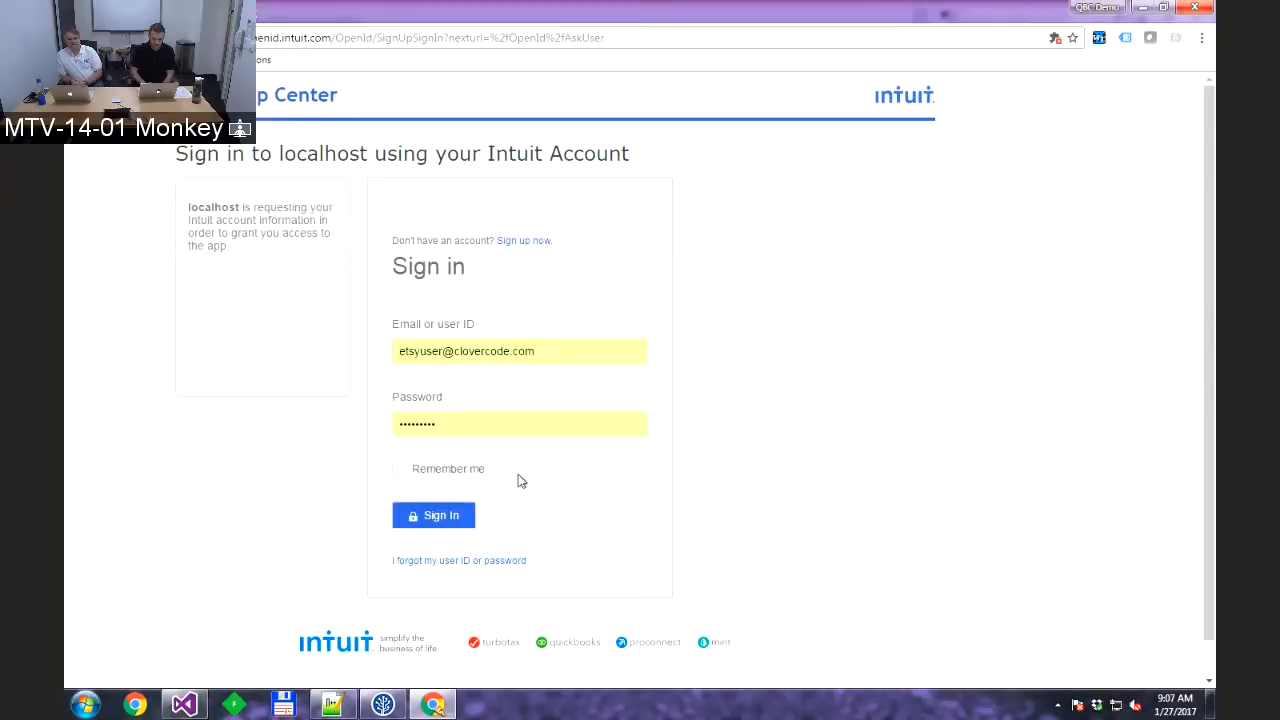 QBC Demo
enid.intuit.com/OpenId/SignUpSignIn?nexturl=%2fOpenId%2fAskUser
ons
MTV-14-01 Monkey
p Center
intuit.
Sign in to localhost using your Intuit Account
localhost is requesting your
Intuit account information in
order to grant you access to
the app.
Don't have an account? Sign up now.
Sign in
Email or user ID
etsyuser@clovercode.com
Password
•••••••••
Remember me
Sign In
I forgot my user ID or password
intuit.
simplify the
business of life
turbotax
quickbooks
proconnect
mint
9:07 AM
1/27/2017